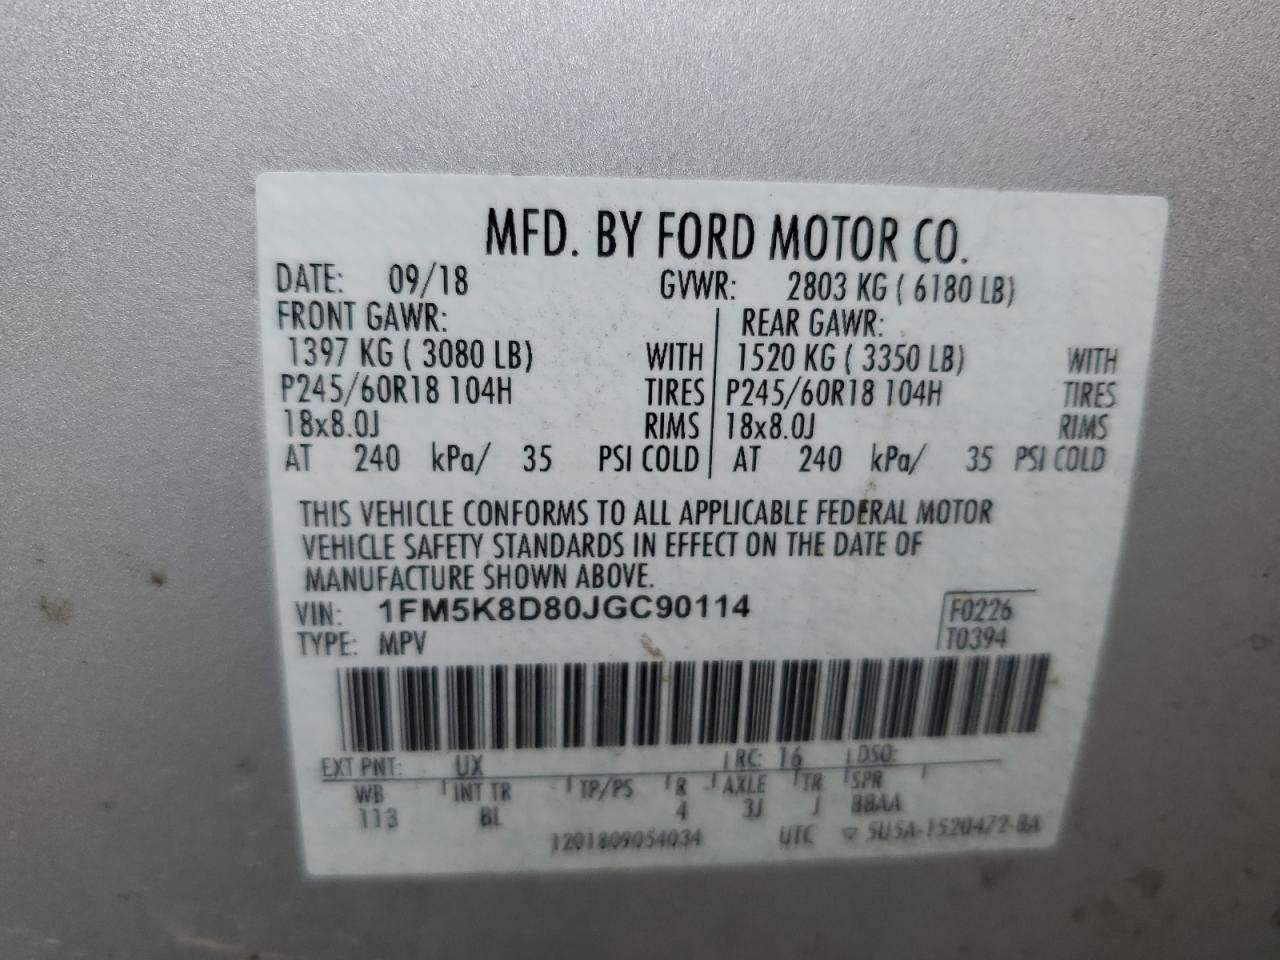 MFD. BY FORD MOTOR CO.
DATE: 09/18 GVWR: 2803 KG ( 6180 LB)
FRONT GAWR: REAR GAWR:
1397 KG ( 3080 LB) WITH 1520 KG ( 3350 LB) WITH
P245/60R18 104H TIRES P245/60R18 104H TIRES
18x8.0J RIMS 18x8.0J RIMS
AT 240 kPa/ 35 PSI COLD AT 240 kPa/ 35 PSI COLD
THIS VEHICLE CONFORMS TO ALL APPLICABLE FEDERAL MOTOR
VEHICLE SAFETY STANDARDS IN EFFECT ON THE DATE OF
MANUFACTURE SHOWN ABOVE.
VIN: 1FM5K8D80JGC90114 F0226
TYPE: MPV T0394
EXT PNT: UX RC: 16 DSO:
WB INT TR TP/PS R AXLE TR SPR
113 BL 4 3J J BBAA
1201809054034 UTC 5U5A-1520472-BA